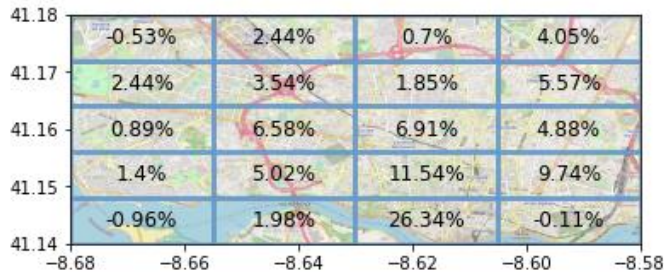 41.18
-0.53% 2.44% 0.7% 4.05%
41.17
2.44% 3.54% 1.85% 5.57%
41.16
0.89% 6.58% 6.91% 4.88%
1.4% 5.02% 11.54% 9.74%
41.15
-0.96% 1.98% 26.34% -0.11%
41.14
−8.68 −8.66 −8.64 −8.62 −8.60 −8.58